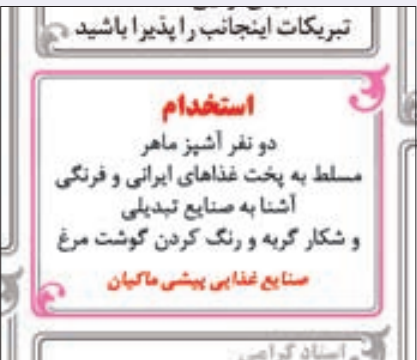 تبریکات اینجانب را پذیرا باشید
استخدام
دو نفر آشپز ماهر
مسلط به پخت غذاهای ایرانی و فرنگی
آشنا به صنایع تبدیلی
و شکار گربه و رنگ کردن گوشت مرغ
صنایع غذایی پیشی ماکیان
اسناد گرامی